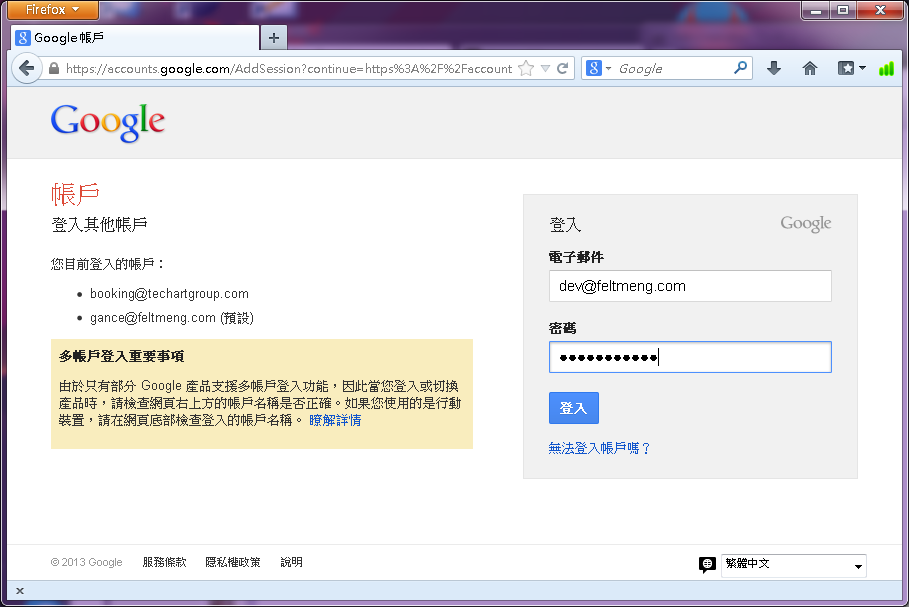 Firefox
Google 帳戶
https://accounts.google.com/AddSession?continue=https%3A%2F%2Faccount
Google
Google
帳戶
登入其他帳戶
您目前登入的帳戶：
booking@techartgroup.com
gance@feltmeng.com (預設)
多帳戶登入重要事項
由於只有部分 Google 產品支援多帳戶登入功能，因此當您登入或切換
產品時，請檢查網頁右上方的帳戶名稱是否正確。如果您使用的是行動
裝置，請在網頁底部檢查登入的帳戶名稱。 瞭解詳情
登入
Google
電子郵件
dev@feltmeng.com
密碼
登入
無法登入帳戶嗎？
© 2013 Google
服務條款
隱私權政策
說明
繁體中文